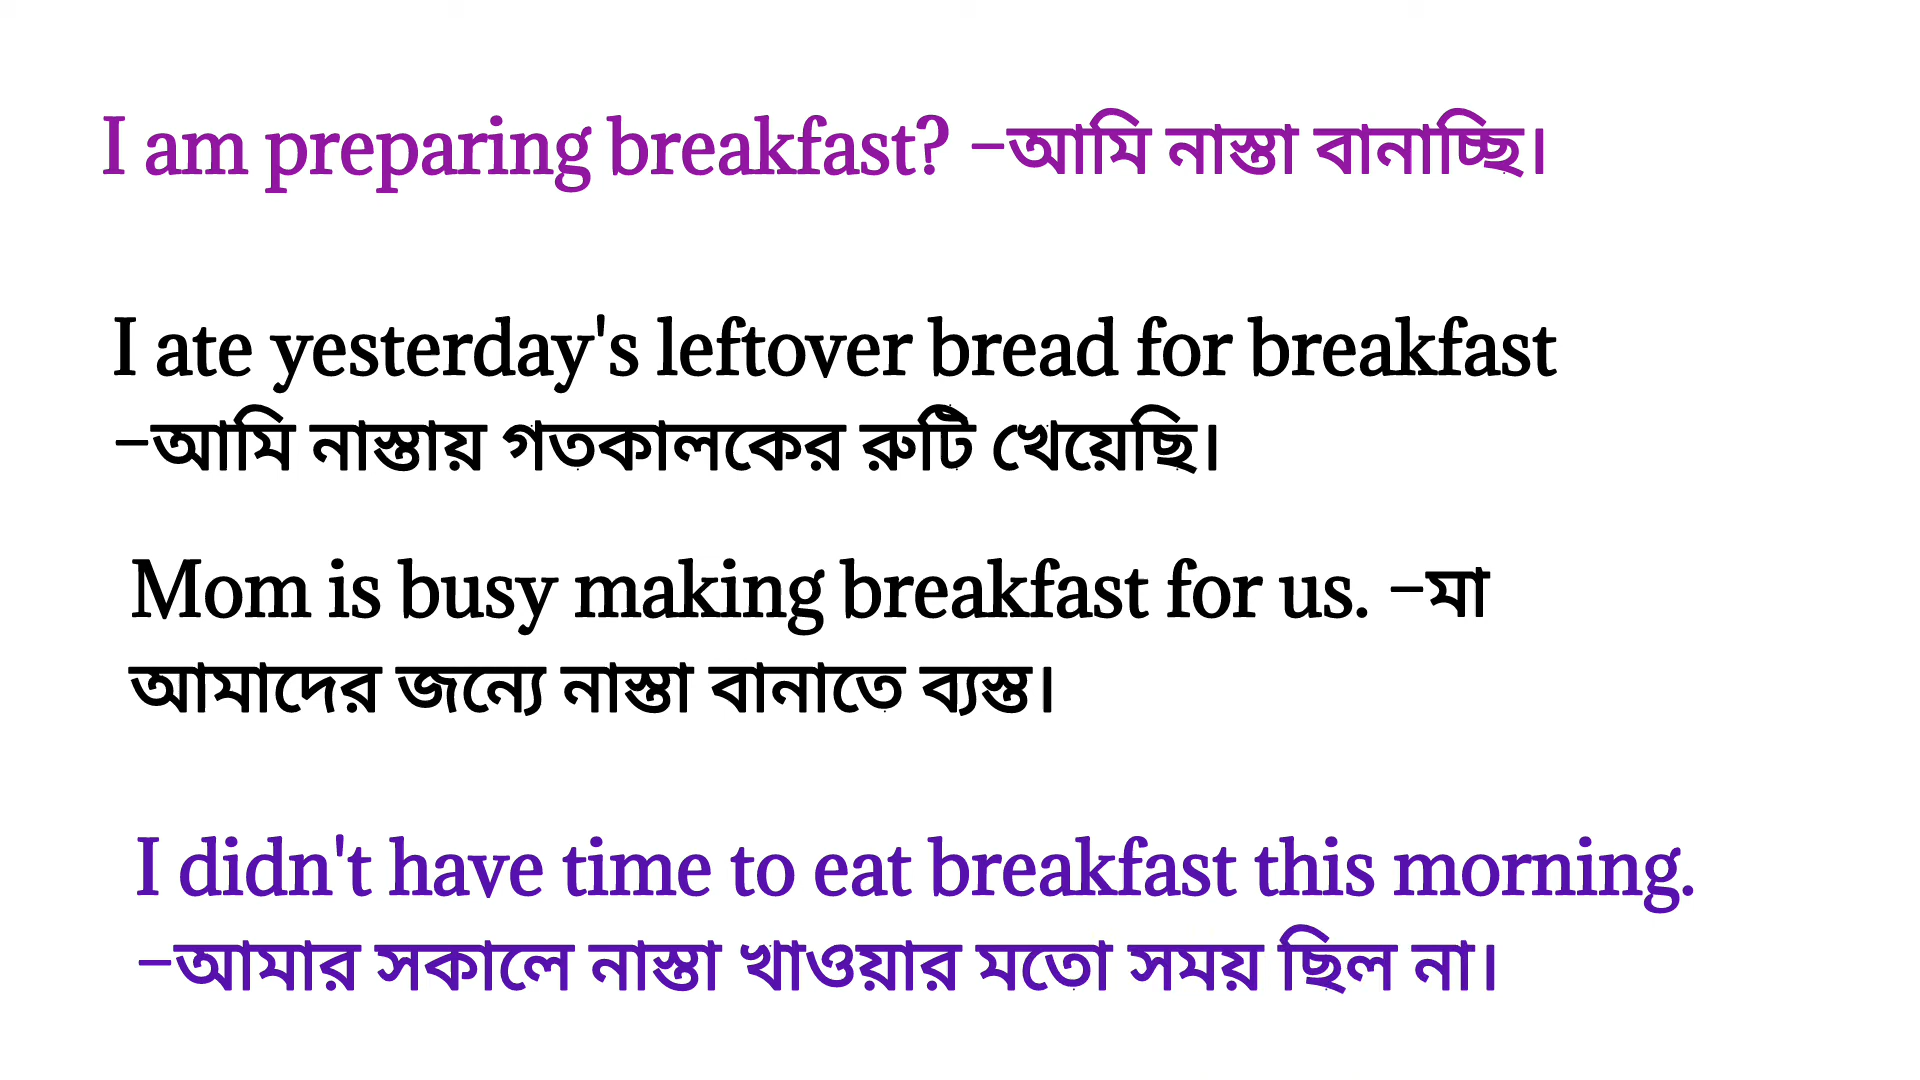 I am preparing breakfast? –আমি নাস্তা বানাচ্ছি।
I ate yesterday's leftover bread for breakfast
–আমি নাস্তায় গতকালকের রুটি খেয়েছি।
Mom is busy making breakfast for us. –মা
আমাদের জন্যে নাস্তা বানাতে ব্যস্ত।
I didn't have time to eat breakfast this morning.
–আমার সকালে নাস্তা খাওয়ার মতো সময় ছিল না।